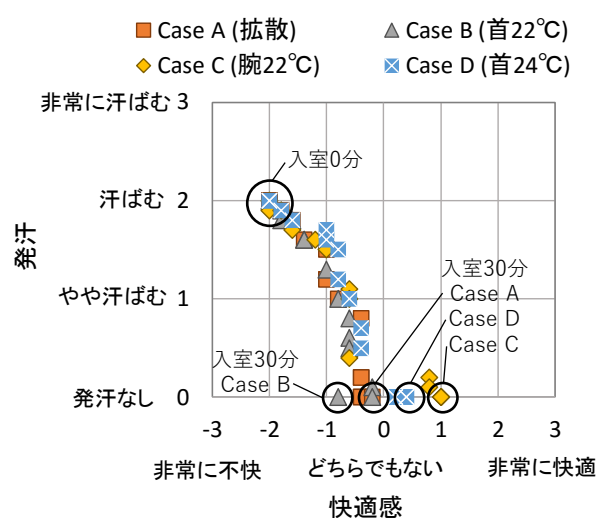 Case A (拡散) Case B (首22℃)
Case C (腕22℃) Case D (首24℃)
非常に汗ばむ 3
入室0分
汗ばむ 2
発汗
入室30分
Case A
Case D
Case C
やや汗ばむ 1
入室30分
Case B
発汗なし 0
-3 -2 -1 0 1 2 3
非常に不快 どちらでもない 非常に快適
快適感